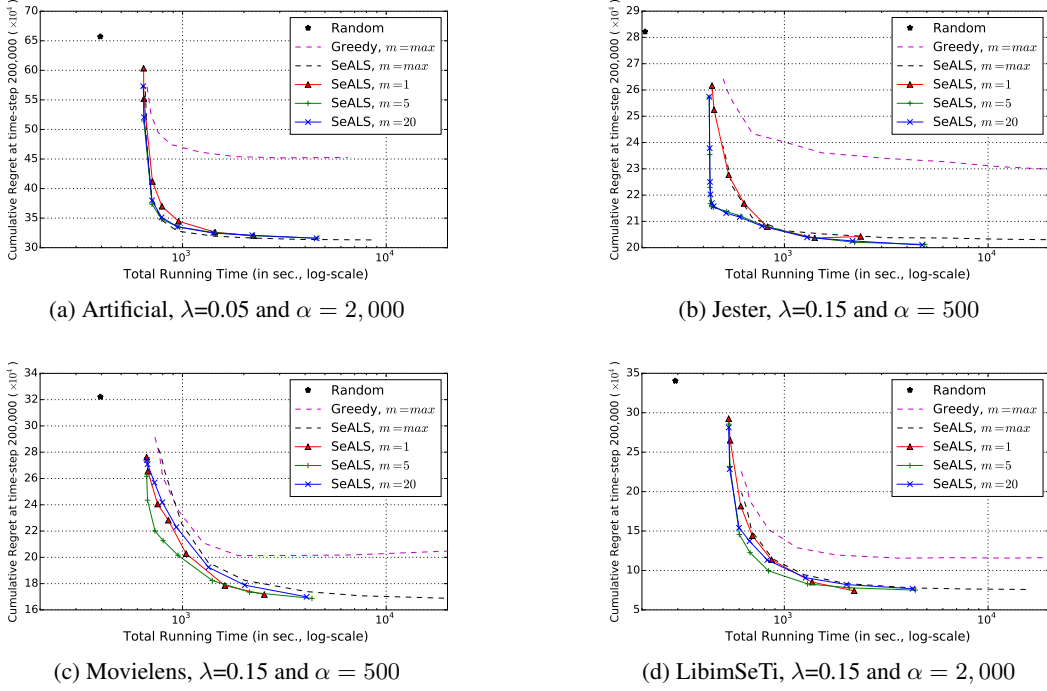 Cumulative Regret at time-step 200,000 ( ×10⁴ )
70
65
60
55
50
45
40
35
30
10³
10⁴
Total Running Time (in sec., log-scale)
Random
Greedy, m=max
SeALS, m=max
SeALS, m=1
SeALS, m=5
SeALS, m=20
(a) Artificial, λ=0.05 and α = 2, 000
Cumulative Regret at time-step 200,000 ( ×10⁴ )
29
28
27
26
25
24
23
22
21
20
10³
10⁴
Total Running Time (in sec., log-scale)
Random
Greedy, m=max
SeALS, m=max
SeALS, m=1
SeALS, m=5
SeALS, m=20
(b) Jester, λ=0.15 and α = 500
Cumulative Regret at time-step 200,000 ( ×10⁴ )
34
32
30
28
26
24
22
20
18
16
10³
10⁴
Total Running Time (in sec., log-scale)
Random
Greedy, m=max
SeALS, m=max
SeALS, m=1
SeALS, m=5
SeALS, m=20
(c) Movielens, λ=0.15 and α = 500
Cumulative Regret at time-step 200,000 ( ×10⁴ )
35
30
25
20
15
10
5
10³
10⁴
Total Running Time (in sec., log-scale)
Random
Greedy, m=max
SeALS, m=max
SeALS, m=1
SeALS, m=5
SeALS, m=20
(d) LibimSeTi, λ=0.15 and α = 2, 000